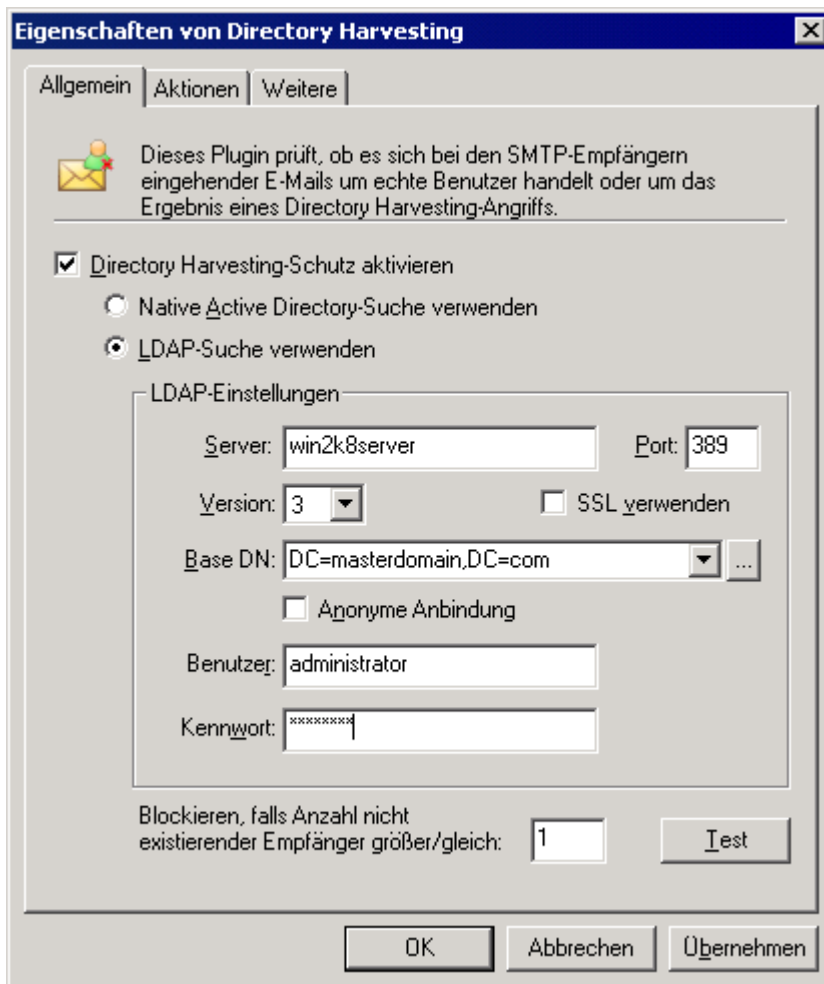 Eigenschaften von Directory Harvesting
Allgemein Aktionen Weitere
Dieses Plugin prüft, ob es sich bei den SMTP-Empfängern
eingehender E-Mails um echte Benutzer handelt oder um das
Ergebnis eines Directory Harvesting-Angriffs.
Directory Harvesting-Schutz aktivieren
Native Active Directory-Suche verwenden
LDAP-Suche verwenden
LDAP-Einstellungen
Server: win2k8server Port: 389
Version: 3 SSL verwenden
Base DN: DC=masterdomain,DC=com ...
Anonyme Anbindung
Benutzer: administrator
Kennwort: ********
Blockieren, falls Anzahl nicht
existierender Empfänger größer/gleich: 1 Test
OK Abbrechen Übernehmen